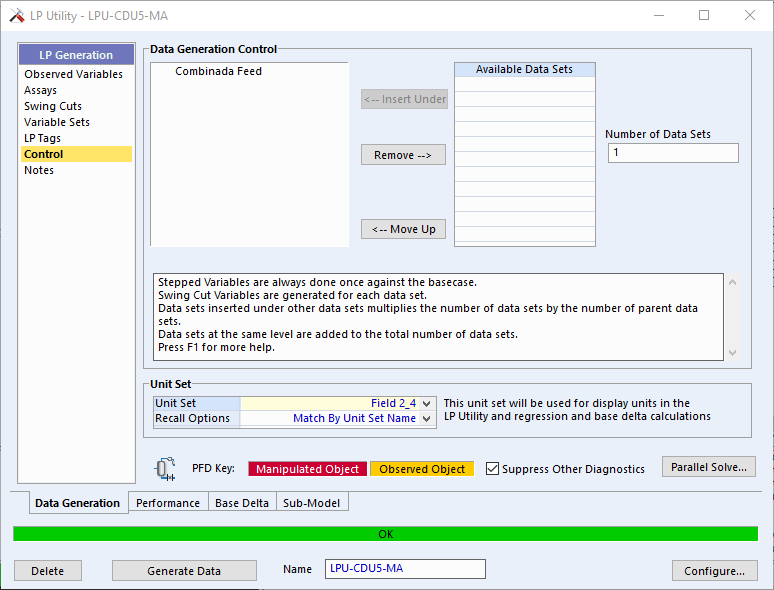 LP Utility - LPU-CDU5-MA
LP Generation
Observed Variables
Assays
Swing Cuts
Variable Sets
LP Tags
Control
Notes
Data Generation Control
Combinada Feed
<-- Insert Under
Remove -->
<-- Move Up
Available Data Sets
Number of Data Sets
1
Stepped Variables are always done once against the basecase.
Swing Cut Variables are generated for each data set.
Data sets inserted under other data sets multiplies the number of data sets by the number of parent data
sets.
Data sets at the same level are added to the total number of data sets.
Press F1 for more help.
Unit Set
Unit Set Field 2_4
Recall Options Match By Unit Set Name
This unit set will be used for display units in the
LP Utility and regression and base delta calculations
PFD Key: Manipulated Object Observed Object Suppress Other Diagnostics Parallel Solve...
Data Generation Performance Base Delta Sub-Model
OK
Delete Generate Data Name LPU-CDU5-MA Configure...